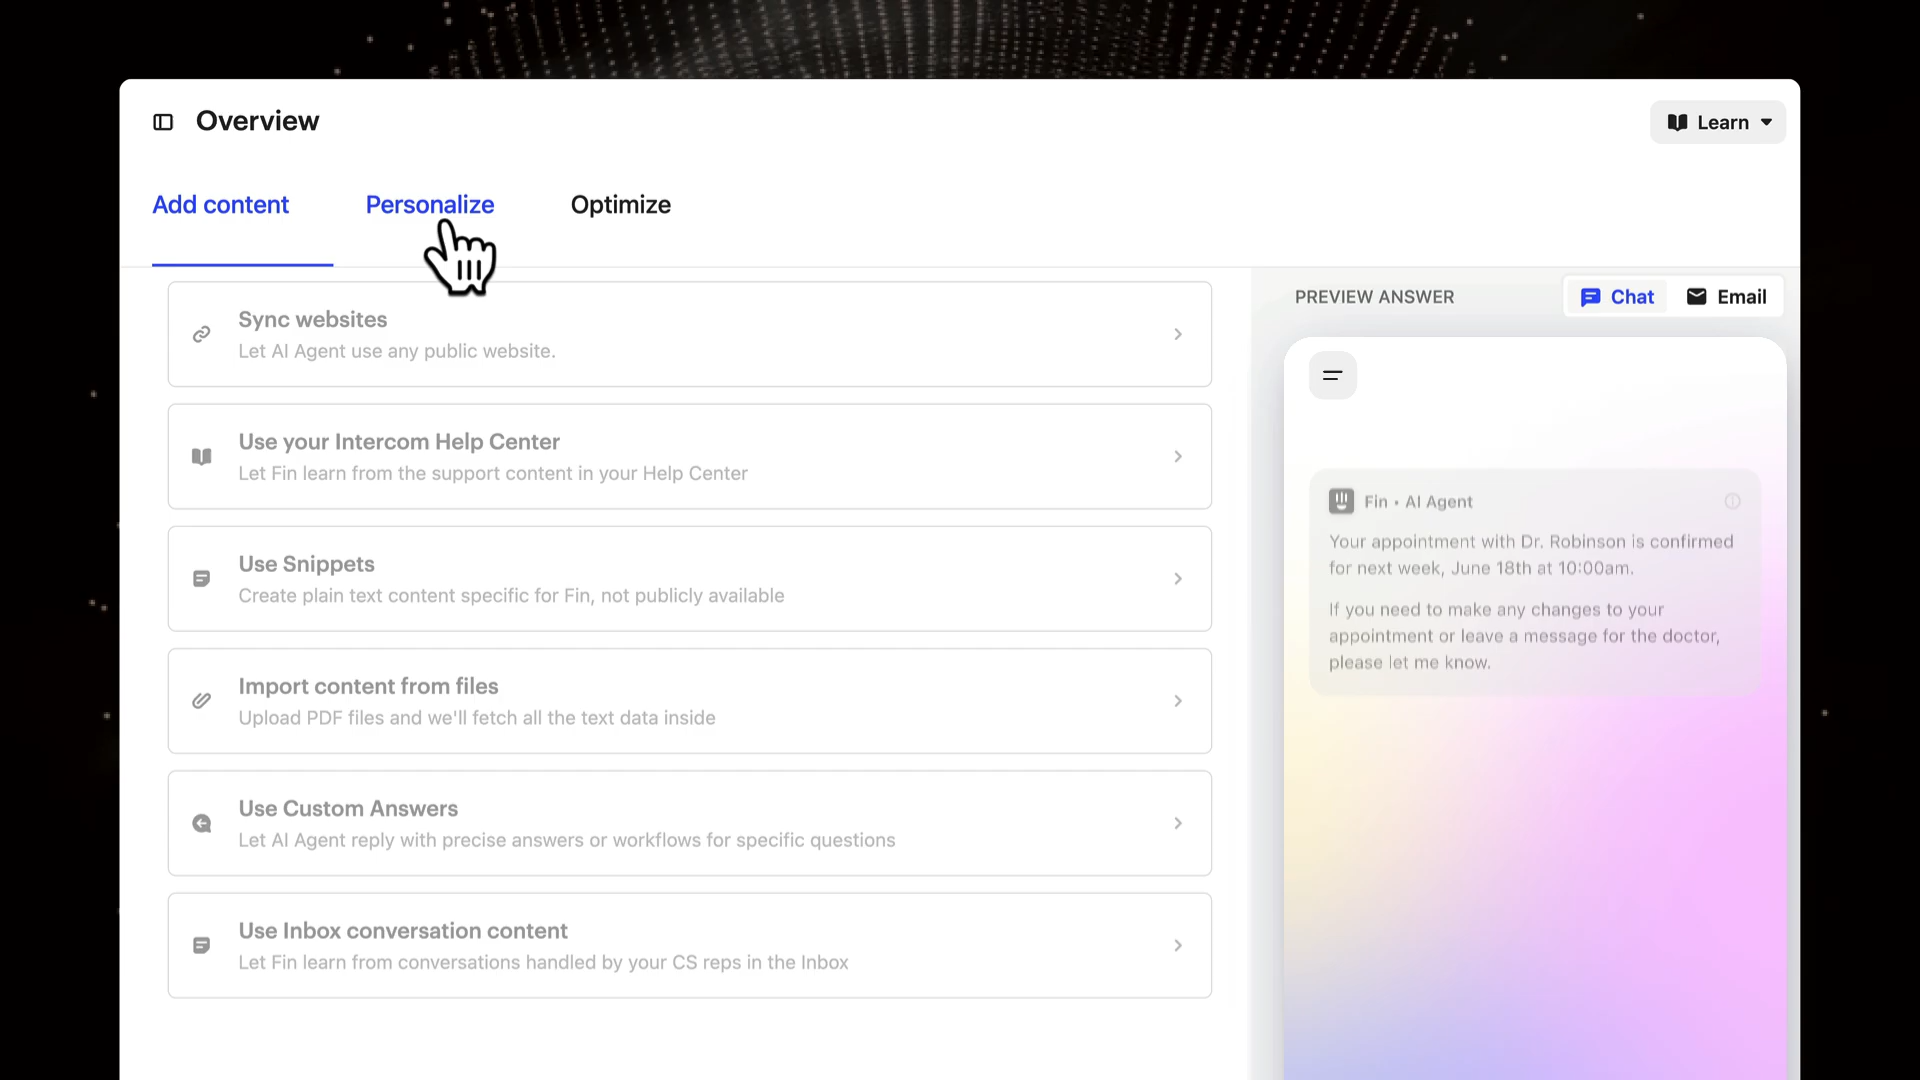 Overview
Learn
Add content
Personalize
Optimize
Sync websites
Let AI Agent use any public website.
Use your Intercom Help Center
Let Fin learn from the support content in your Help Center
Use Snippets
Create plain text content specific for Fin, not publicly available
Import content from files
Upload PDF files and we'll fetch all the text data inside
Use Custom Answers
Let AI Agent reply with precise answers or workflows for specific questions
Use Inbox conversation content
Let Fin learn from conversations handled by your CS reps in the Inbox
PREVIEW ANSWER
Chat
Email
Fin • AI Agent
Your appointment with Dr. Robinson is confirmed
for next week, June 18th at 10:00am.
If you need to make any changes to your
appointment or leave a message for the doctor,
please let me know.